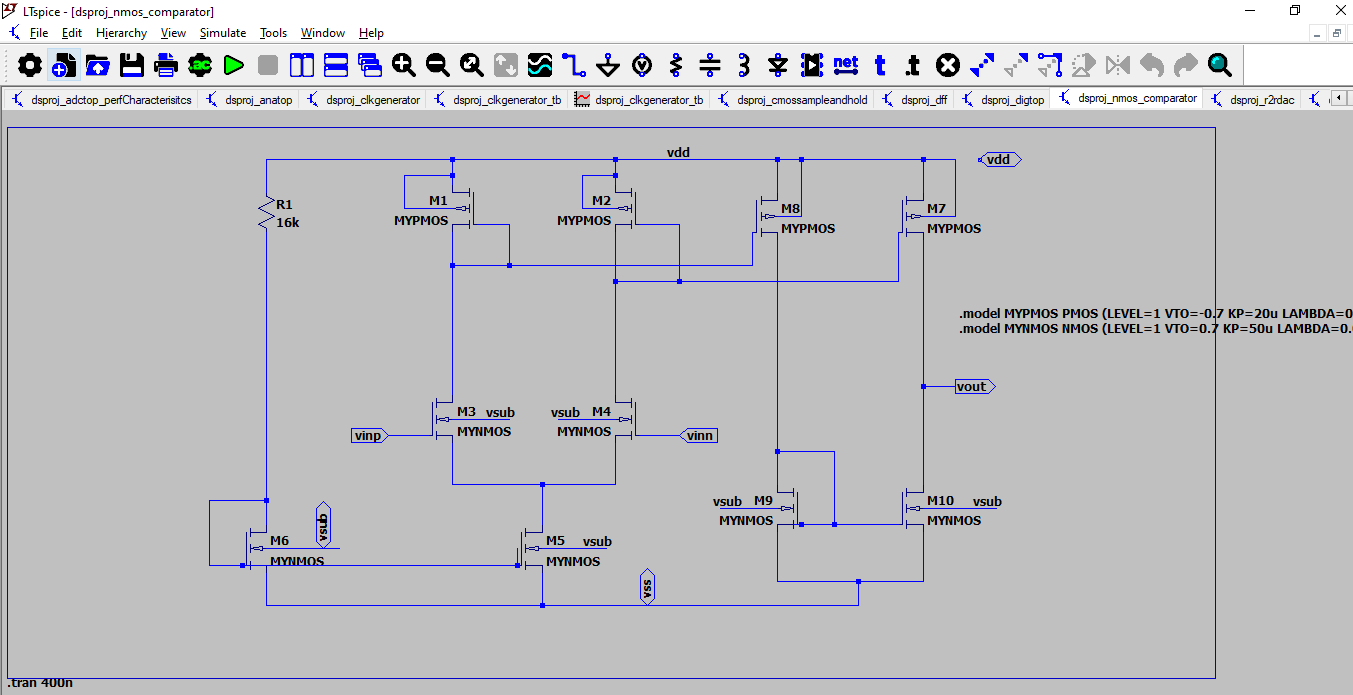 LTspice - [dsproj_nmos_comparator]
File Edit Hierarchy View Simulate Tools Window Help
.ac net t .t
dsproj_adctop_perfCharacterisitcs dsproj_anatop dsproj_clkgenerator dsproj_clkgenerator_tb dsproj_clkgenerator_tb dsproj_cmossampleandhold dsproj_dff dsproj_digtop dsproj_nmos_comparator dsproj_r2rdac
vdd
vdd
R1
16k
M1
MYPMOS
M2
MYPMOS
M8
MYPMOS
M7
MYPMOS
.model MYPMOS PMOS (LEVEL=1 VTO=-0.7 KP=20u LAMBDA=0
.model MYNMOS NMOS (LEVEL=1 VTO=0.7 KP=50u LAMBDA=0.0
vout
vinp
M3 vsub
MYNMOS
vsub M4
MYNMOS
vinn
vsub M9
MYNMOS
M10 vsub
MYNMOS
vsub
M6
MYNMOS
M5 vsub
MYNMOS
vss
.tran 400n